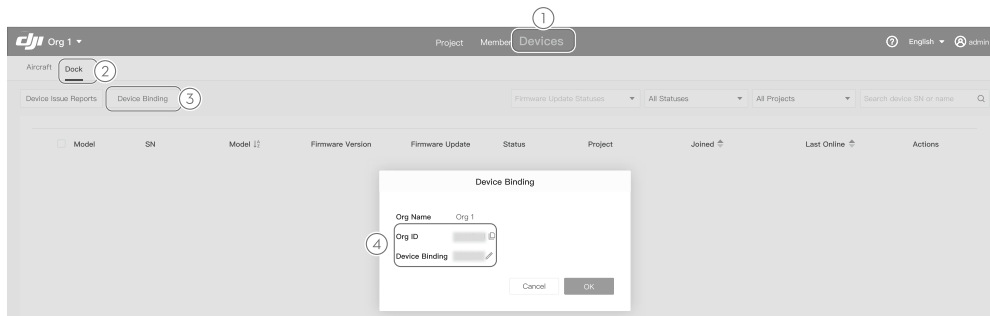 1
dji Org 1 Project Member Devices English admin
Aircraft Dock 2
Device Issue Reports Device Binding 3 Firmware Update Statuses All Statuses All Projects Search device SN or name
Model SN Model Firmware Version Firmware Update Status Project Joined Last Online Actions
Device Binding
Org Name Org 1
4 Org ID
Device Binding
Cancel OK